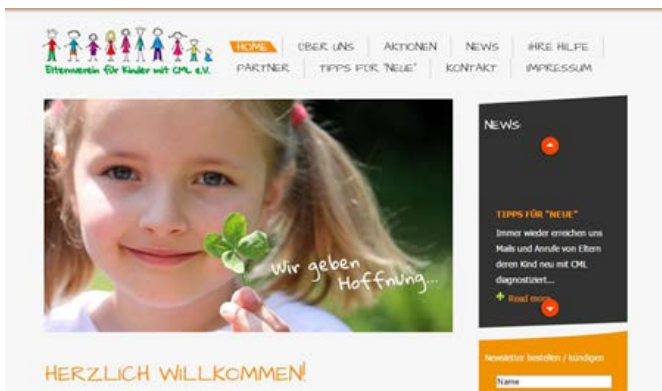 Elternverein für Kinder mit CML e.V.
HOME
ÜBER UNS
AKTIONEN
NEWS
IHRE HILFE
PARTNER
TIPPS FÜR "NEUE"
KONTAKT
IMPRESSUM
Wir geben
Hoffnung...
NEWS:
TIPPS FÜR "NEUE"
Immer wieder erreichen uns
Mails und Anrufe von Eltern
deren Kind neu mit CML
diagnostiziert...
Read more
Newsletter bestellen / kündigen
Name
HERZLICH WILLKOMMEN!